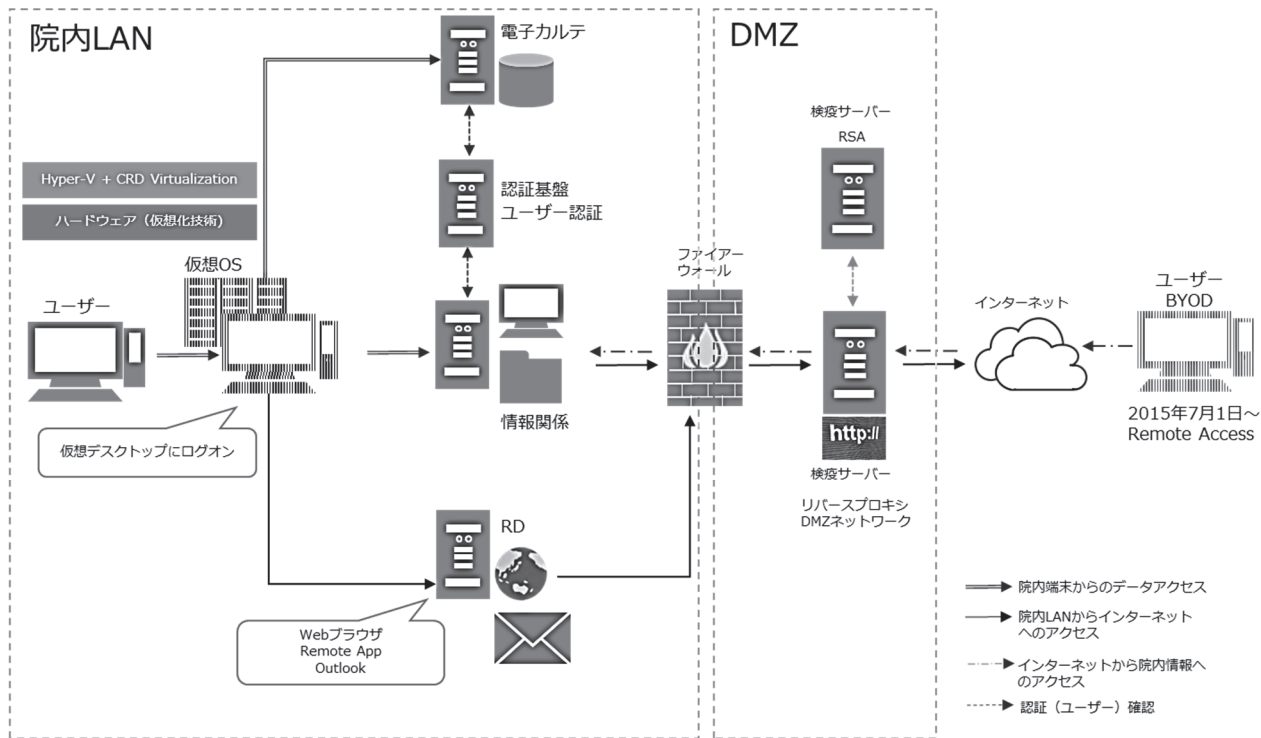 院内LAN
電子カルテ
DMZ
検疫サーバー
RSA
Hyper-V + CRD Virtualization
ハードウェア（仮想化技術)
認証基盤
ユーザー認証
仮想OS
ユーザー
ファイアー
ウォール
インターネット
ユーザー
BYOD
情報関係
2015年7月1日～
Remote Access
仮想デスクトップにログオン
http://
検疫サーバー
リバースプロキシ
DMZネットワーク
RD
Webブラウザ
Remote App
Outlook
院内端末からのデータアクセス
院内LANからインターネット
へのアクセス
インターネットから院内情報へ
のアクセス
認証（ユーザー）確認